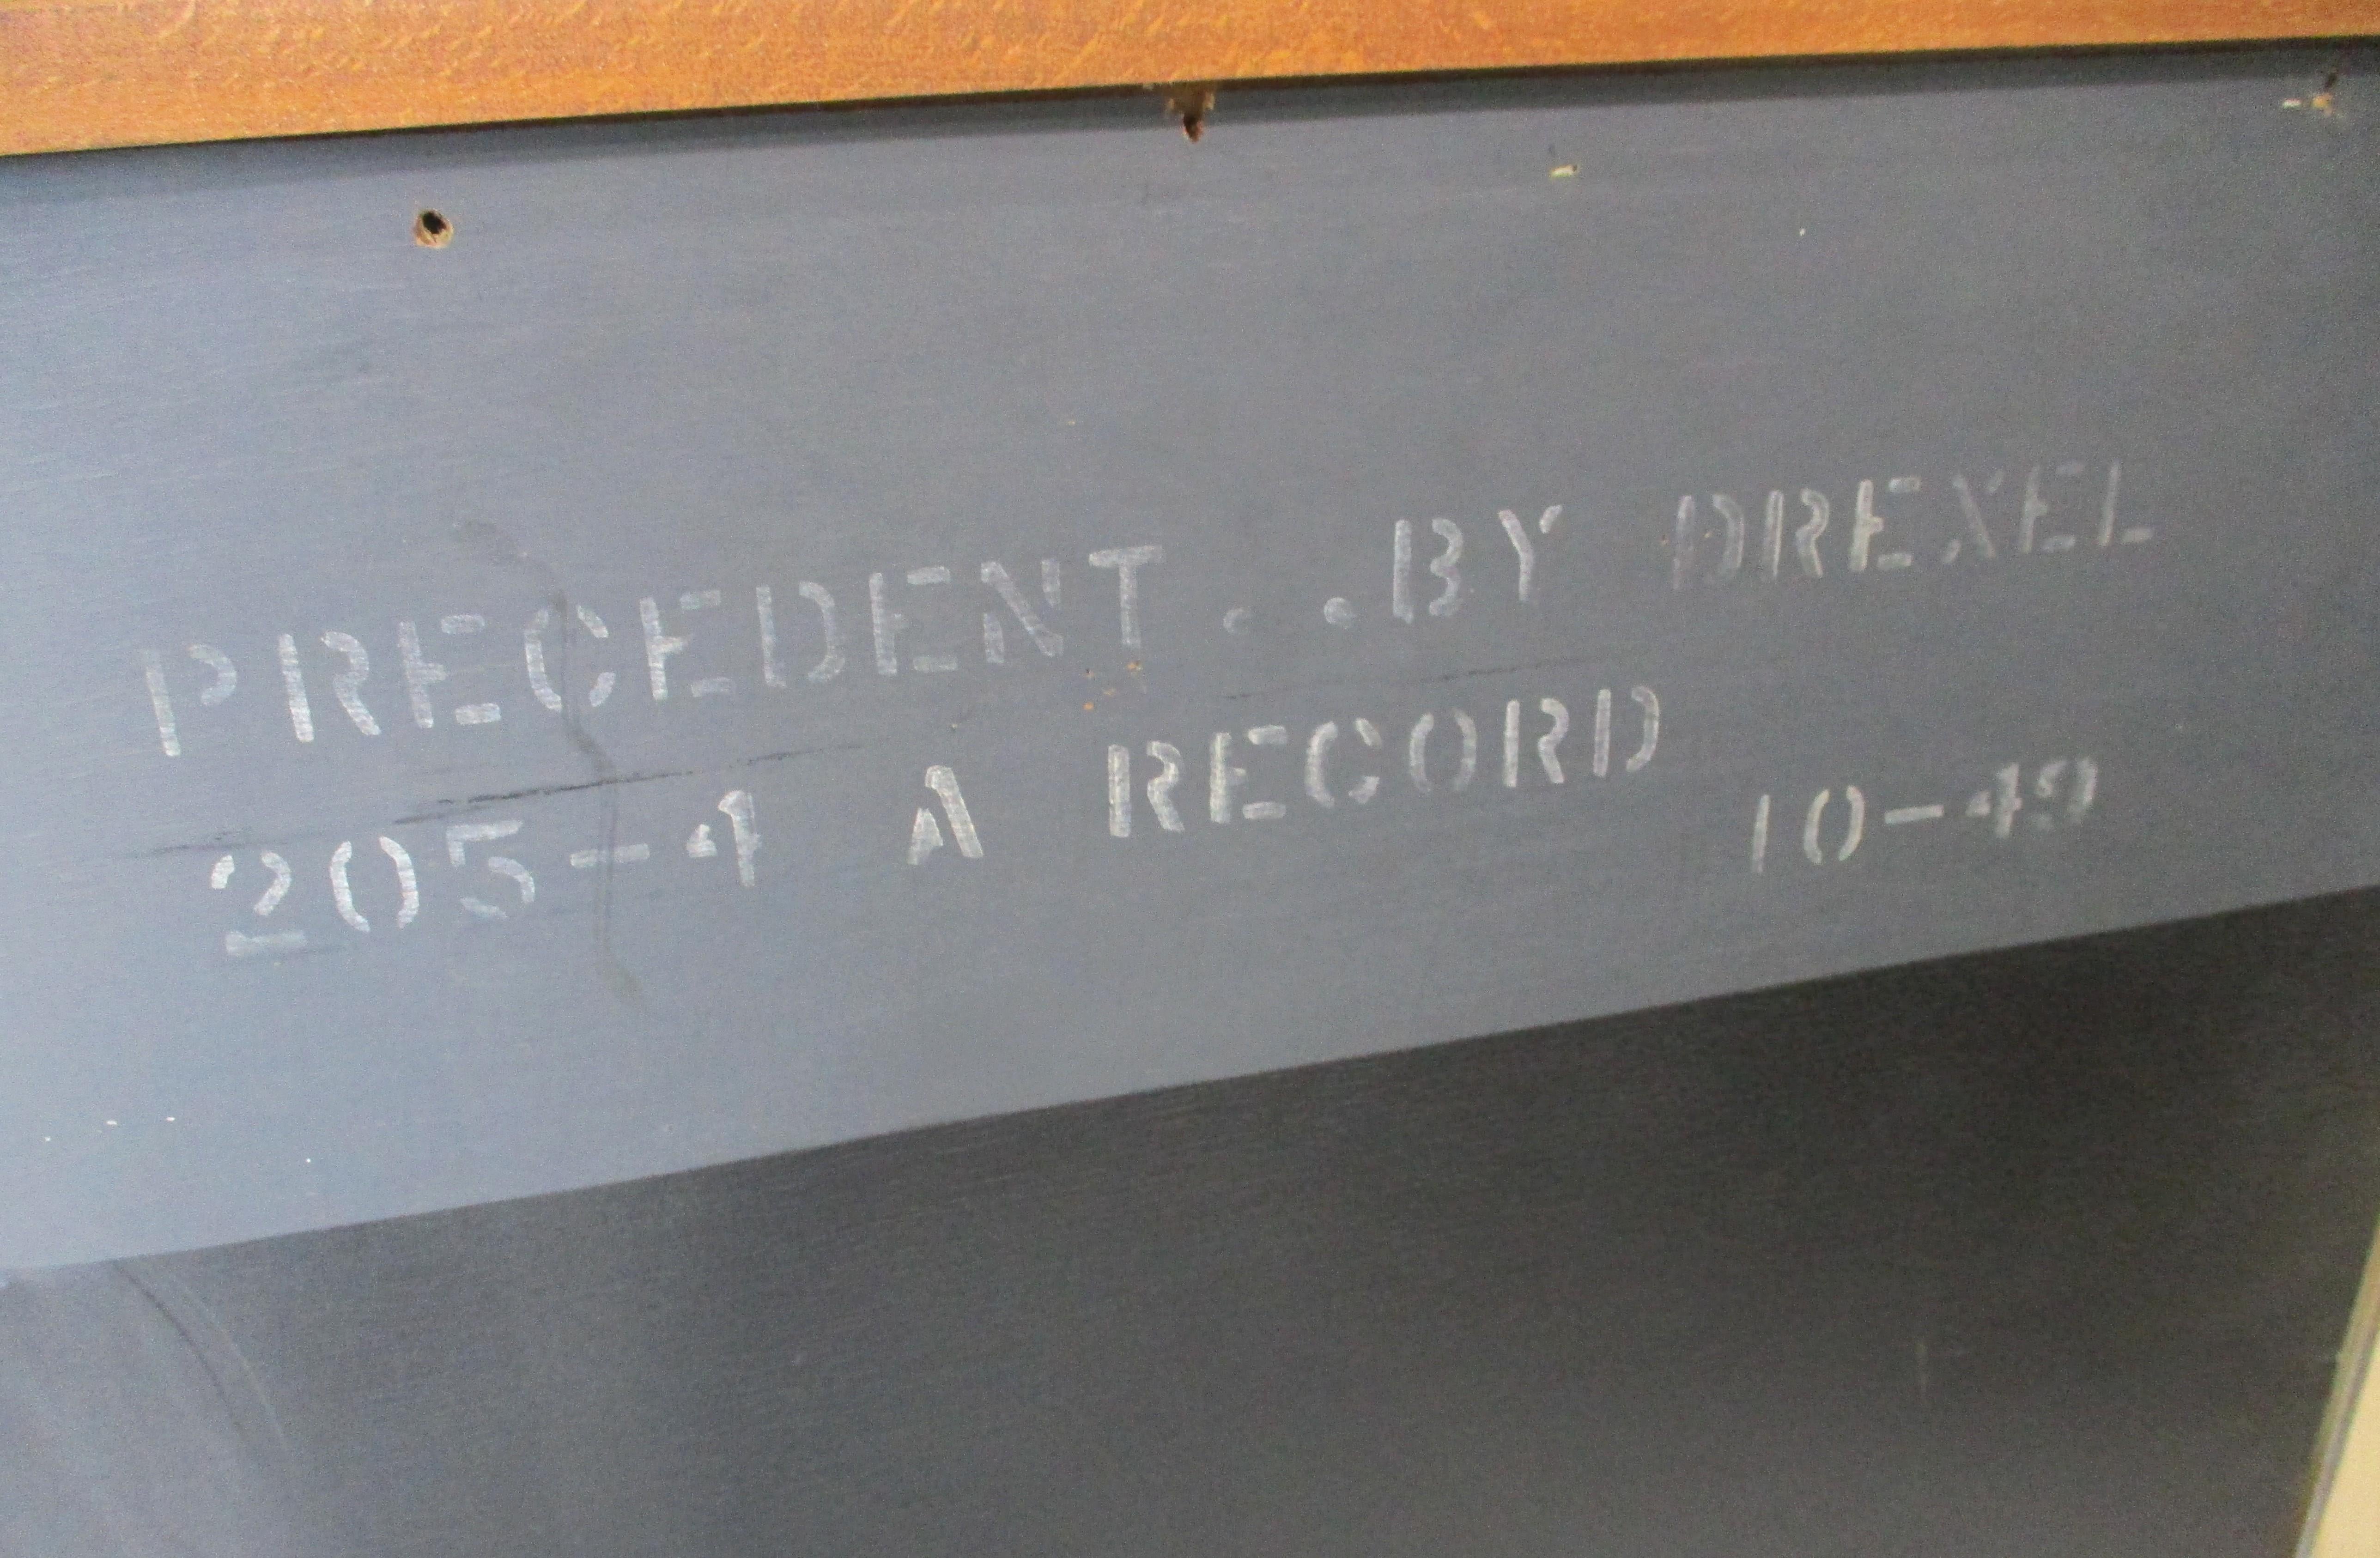 PRECEDENT..BY DREXEL
205-4 A RECORD 10-49